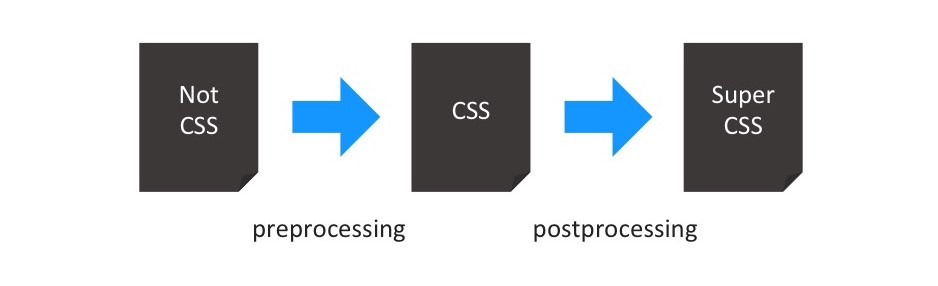 Not
CSS
CSS
Super
CSS
preprocessing
postprocessing